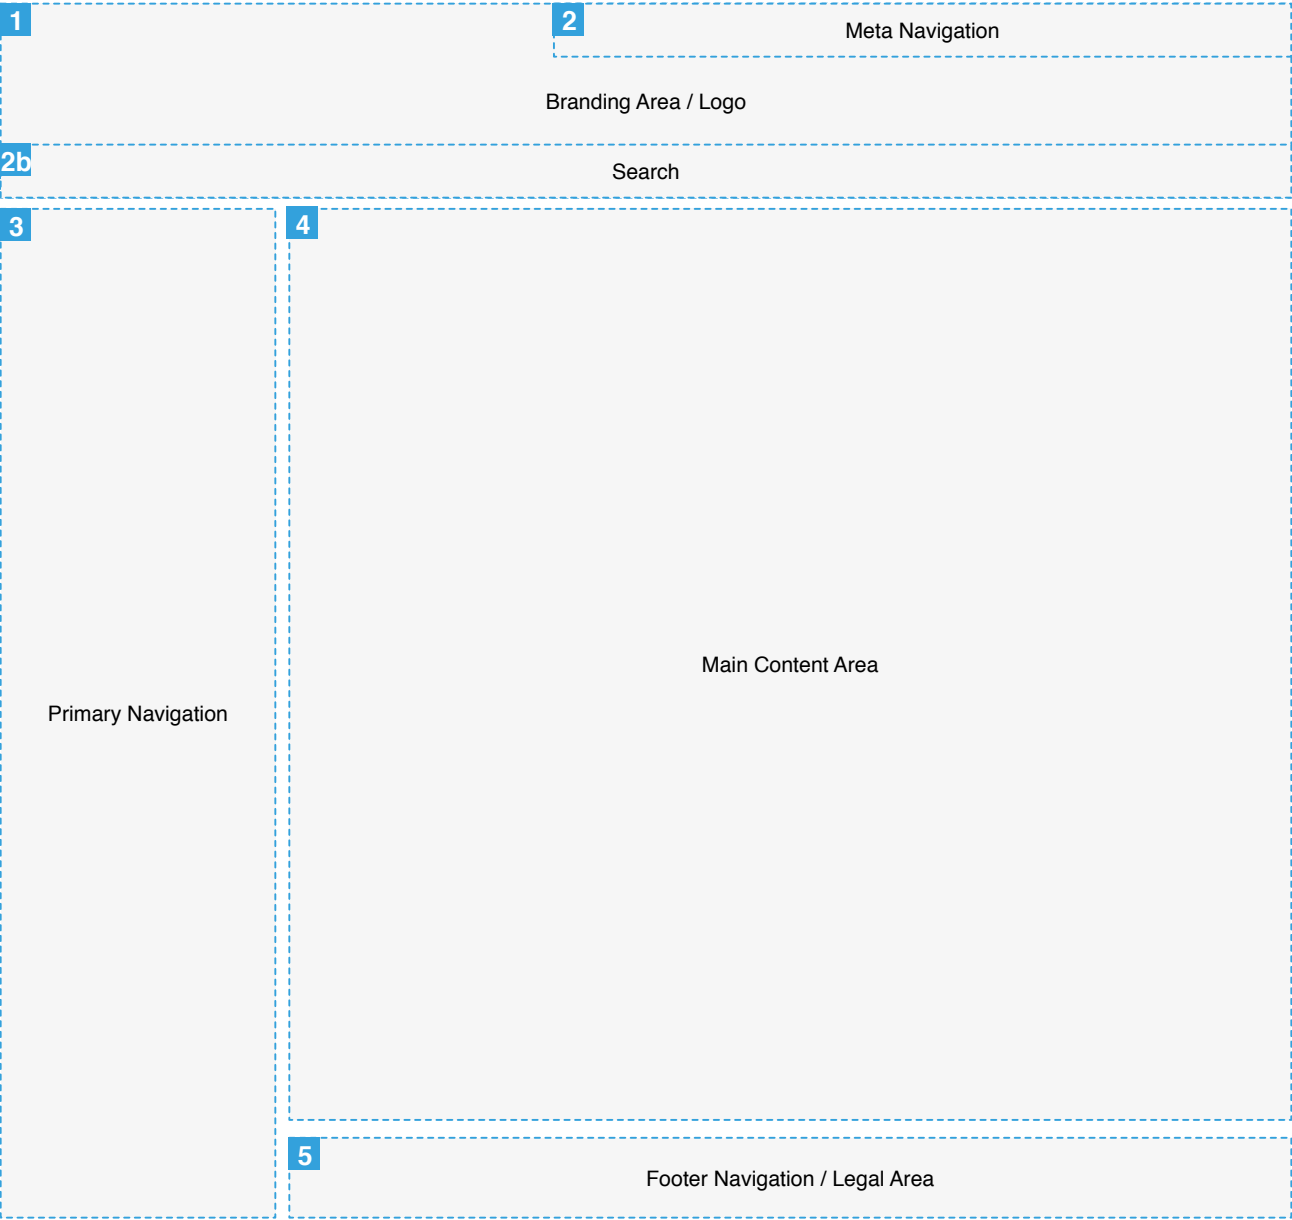 1
2
Meta Navigation
Branding Area / Logo
2b
Search
3
4
Main Content Area
Primary Navigation
5
Footer Navigation / Legal Area